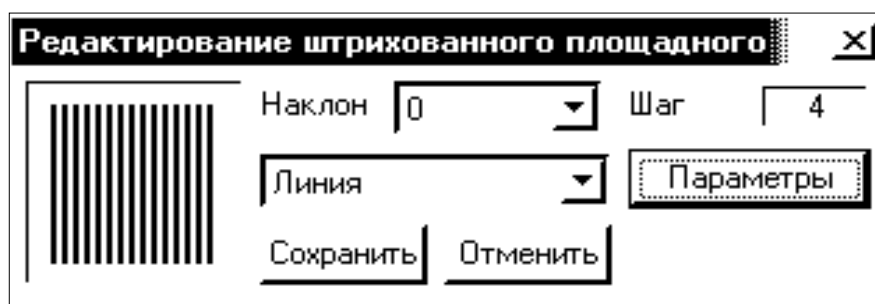 Редактирование штрихованного площадного
Наклон 0 Шаг 4
Линия Параметры
Сохранить Отменить